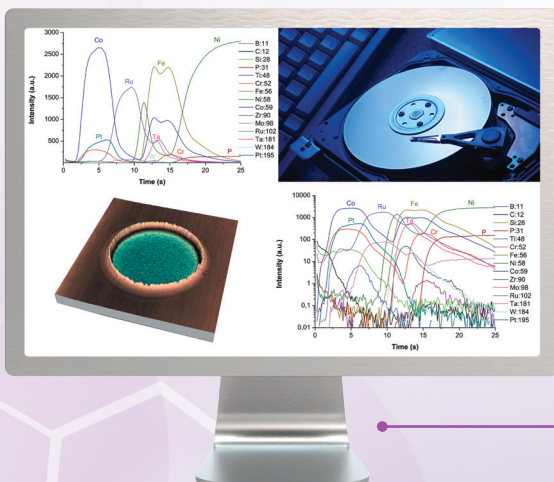 3000
2500
2000
1500
1000
500
0
Intensity (a.u.)
Co
Ru
Fe
Ni
Pt
Ta
Cr
P
0
5
10
15
20
25
Time (s)
B:11
C:12
Si:28
P:31
Ti:48
Cr:52
Fe:56
Ni:58
Co:59
Zr:90
Mo:98
Ru:102
Ta:181
W:184
Pt:195
10000
1000
100
10
1
0,1
0,01
Intensity (a.u.)
Co
Ru
Fe
Ni
Pt
Ta
Cr
P
0
5
10
15
20
25
Time (s)
B:11
C:12
Si:28
P:31
Ti:48
Cr:52
Fe:56
Ni:58
Co:59
Zr:90
Mo:98
Ru:102
Ta:181
W:184
Pt:195